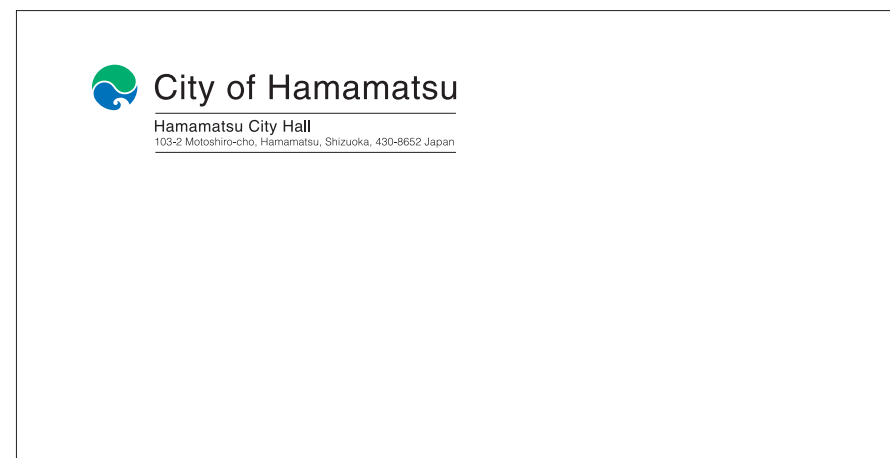 City of Hamamatsu
Hamamatsu City Hall
103-2 Motoshiro-cho, Hamamatsu, Shizuoka, 430-8652 Japan